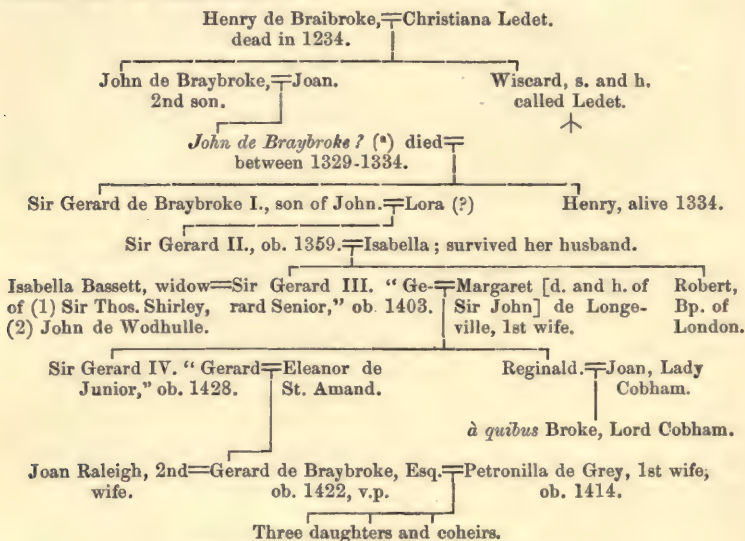 Henry de Braibroke, = Christiana Ledet.
dead in 1234.
John de Braybroke, = Joan.
2nd son.
Wiscard, s. and h.
called Ledet.
John de Braybroke? (ª) died =
between 1329-1334.
Sir Gerard de Braybroke I., son of John. = Lora (?)
Henry, alive 1334.
Sir Gerard II., ob. 1359. = Isabella; survived her husband.
Isabella Bassett, widow = Sir Gerard III. "Ge- = Margaret [d. and h. of
of (1) Sir Thos. Shirley, rard Senior," ob. 1403. Sir John] de Longe-
(2) John de Wodhulle. ville, 1st wife.
Robert,
Bp. of
London.
Sir Gerard IV. "Gerard = Eleanor de
Junior," ob. 1428. St. Amand.
Reginald. = Joan, Lady
Cobham.
à quibus Broke, Lord Cobham.
Joan Raleigh, 2nd = Gerard de Braybroke, Esq. = Petronilla de Grey, 1st wife;
wife. ob. 1422, v.p. ob. 1414.
Three daughters and coheirs.